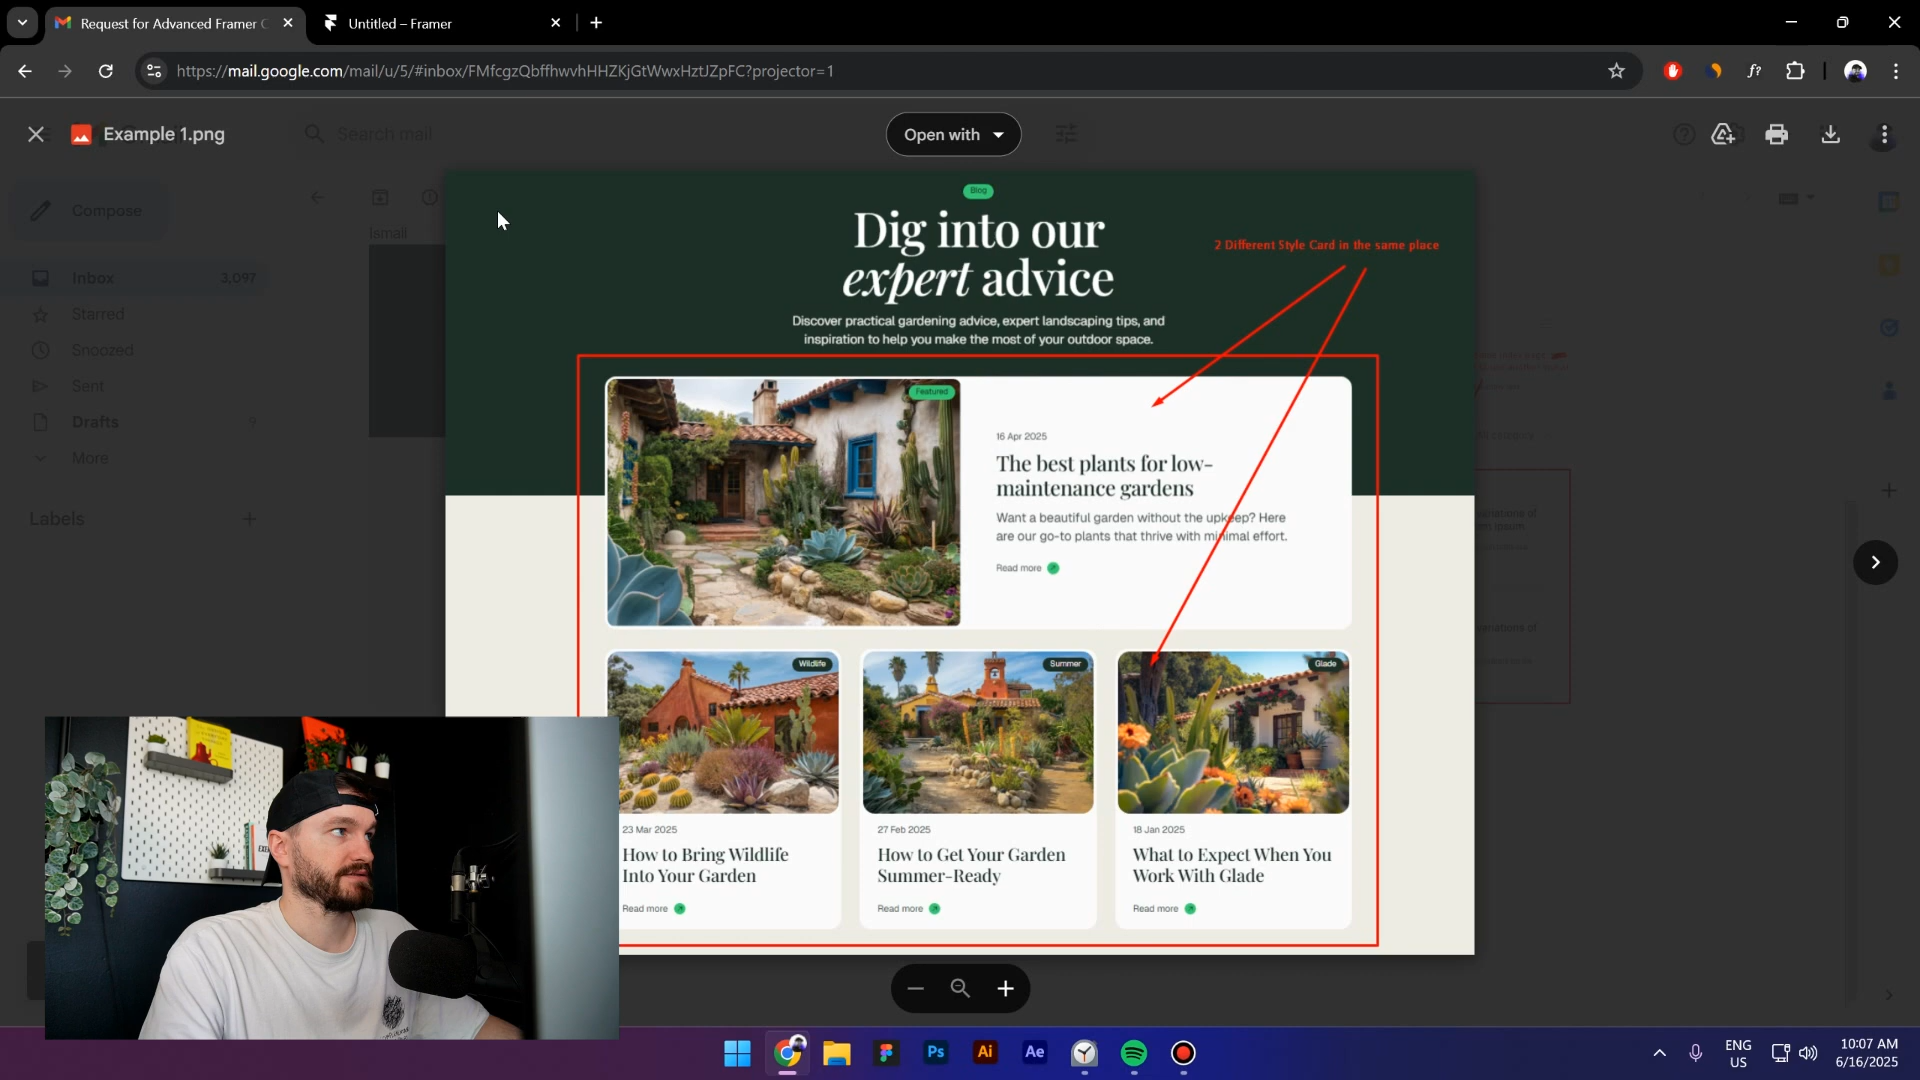 Request for Advanced Framer C
Untitled – Framer
https://mail.google.com/mail/u/5/#inbox/FMfcgzQbffhwvhHHZKjGtWwxHztJZpFC?projector=1
Example 1.png
Search mail
Open with
Compose
Ismail
Inbox 3,097
Starred
Snoozed
Sent
Drafts 9
More
Labels
Blog
Dig into our
expert advice
2 Different Style Card in the same place
Discover practical gardening advice, expert landscaping tips, and
inspiration to help you make the most of your outdoor space.
Featured
16 Apr 2025
The best plants for low-
maintenance gardens
Want a beautiful garden without the upkeep? Here
are our go-to plants that thrive with minimal effort.
Read more
Wildlife
Summer
Glade
23 Mar 2025
How to Bring Wildlife
Into Your Garden
Read more
27 Feb 2025
How to Get Your Garden
Summer-Ready
Read more
18 Jan 2025
What to Expect When You
Work With Glade
Read more
Ps
Ai
Ae
ENG
US
10:07 AM
6/16/2025